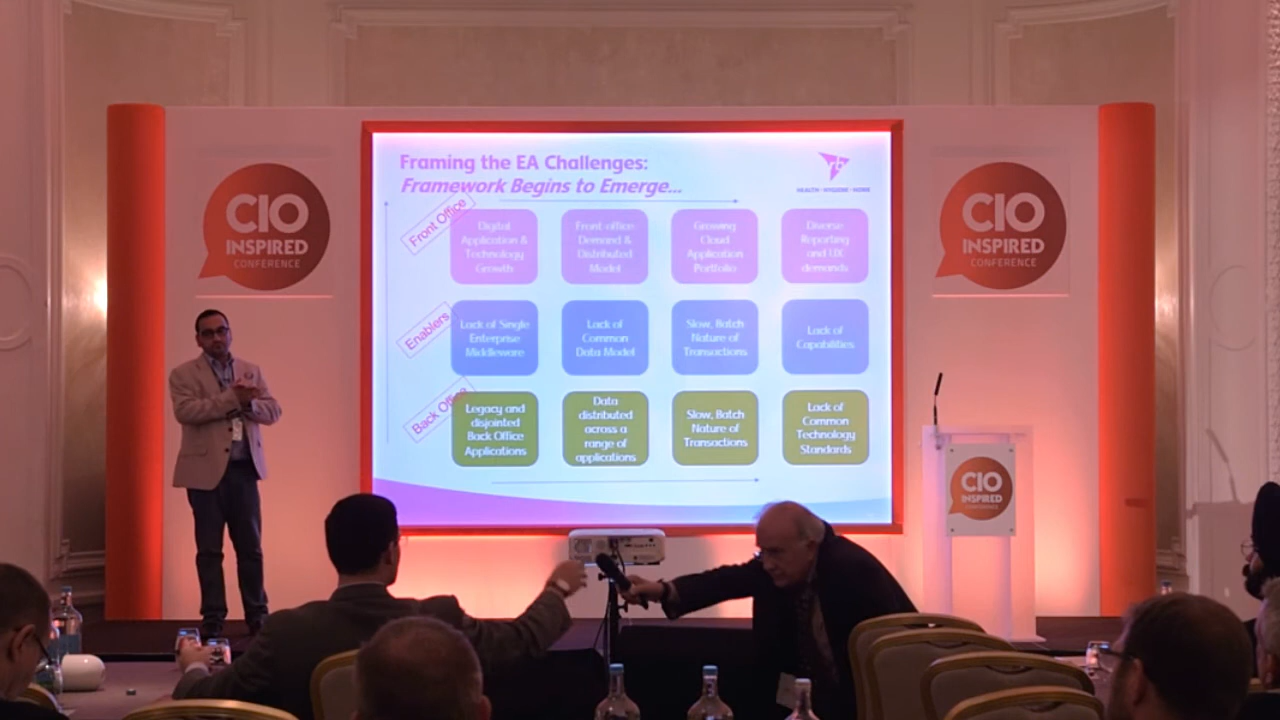 CIO
INSPIRED
CONFERENCE
Framing the EA Challenges:
Framework Begins to Emerge...
rb
HEALTH • HYGIENE • HOME
Front Office
Digital
Application &
Technology
Growth
Front office
Demand &
Distributed
Model
Growing
Cloud
Application
Portfolio
Diverse
Reporting
and UX
demands
Enablers
Lack of Single
Enterprise
Middleware
Lack of
Common
Data Model
Slow, Batch
Nature of
Transactions
Lack of
Capabilities
Back Office
Legacy and
disjointed
Back Office
Applications
Data
distributed
across a
range of
applications
Slow, Batch
Nature of
Transactions
Lack of
Common
Technology
Standards
CIO
INSPIRED
CONFERENCE
CIO
INSPIRED
CONFERENCE